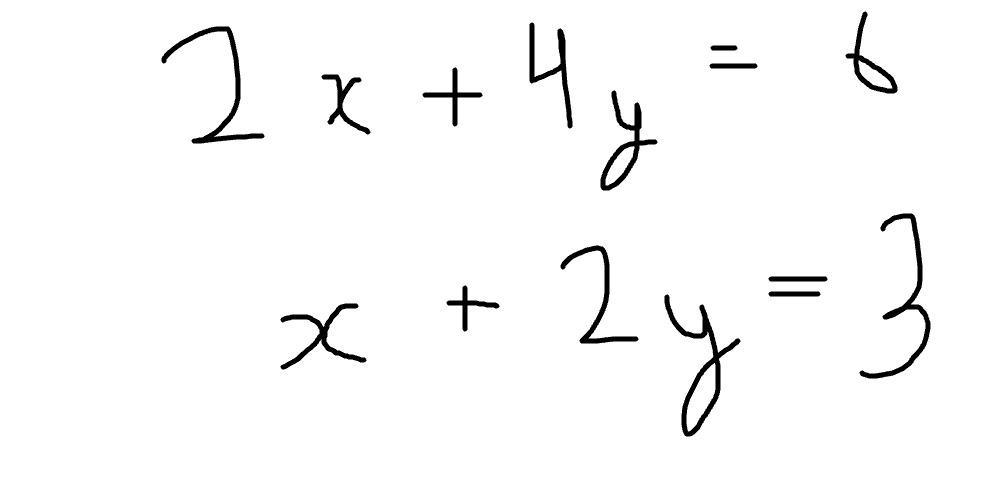 2x + 4y = 6
x + 2y = 3